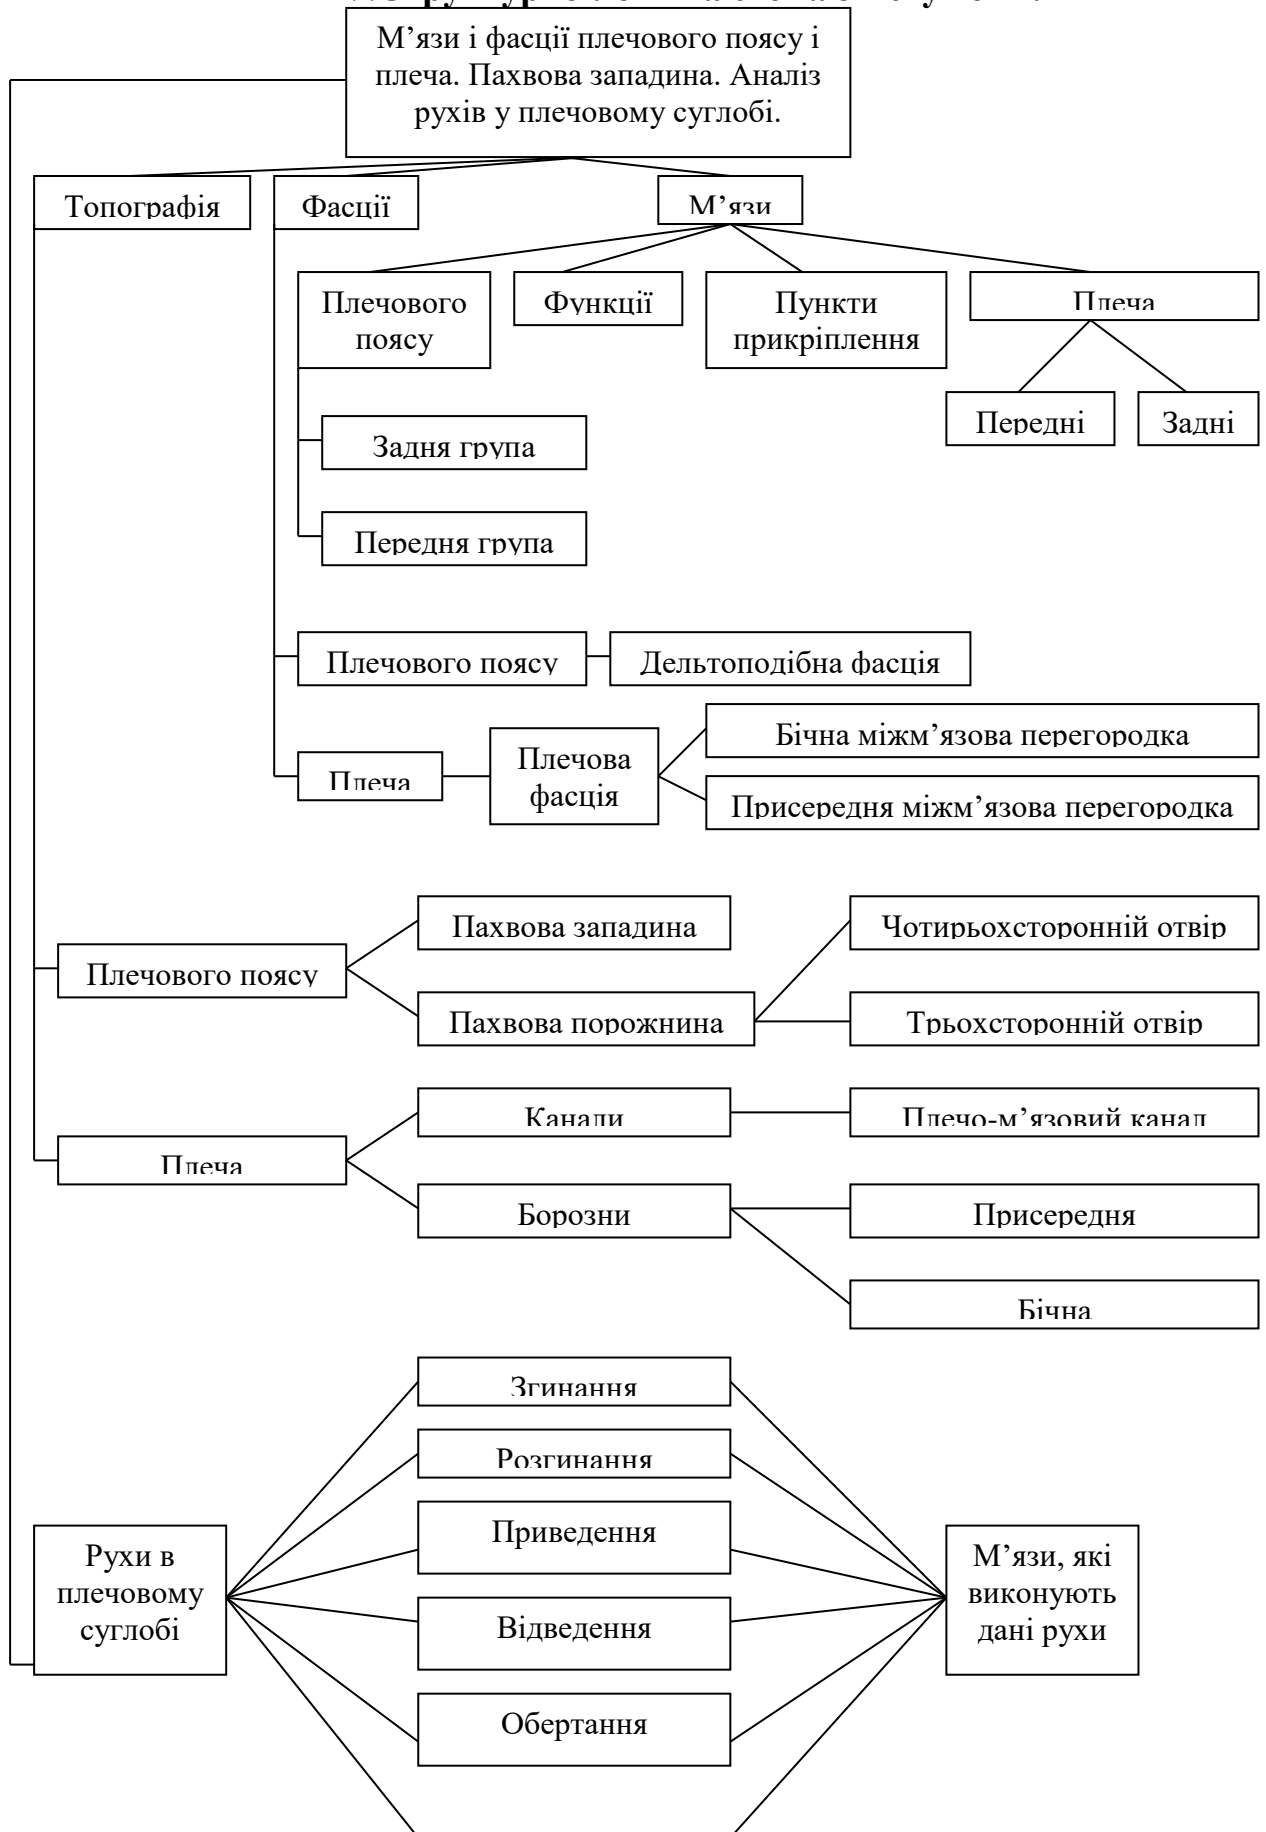 М’язи і фасції плечового поясу і
плеча. Пахвова западина. Аналіз
рухів у плечовому суглобі.
Топографія
Фасції
М’язи
Плечового
поясу
Функції
Пункти
прикріплення
Плеча
Передні
Задні
Задня група
Передня група
Плечового поясу
Дельтоподібна фасція
Плеча
Плечова
фасція
Бічна міжм’язова перегородка
Присередня міжм’язова перегородка
Плечового поясу
Пахвова западина
Пахвова порожнина
Чотирьохсторонній отвір
Трьохсторонній отвір
Плеча
Канали
Плечо-м’язовий канал
Борозни
Присередня
Бічна
Згинання
Розгинання
Приведення
Відведення
Обертання
Рухи в
плечовому
суглобі
М’язи, які
виконують
дані рухи